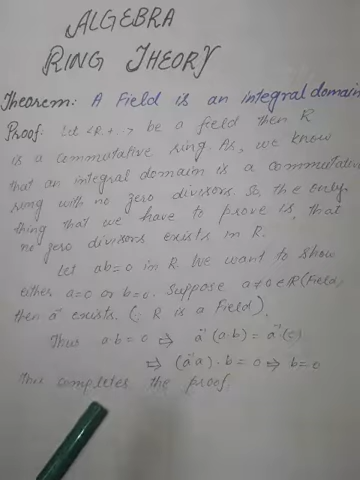 ALGEBRA
RING THEORY
Theorem: A Field is an integral domain
Proof: Let <R + .> be a field then R
is a commutative ring. As, we know
that an integral domain is a commutative
ring with no zero divisors. So, the only
thing that we have to prove is, that
no zero divisors exists in R.
Let ab=0 in R We want to show
either a=0 or b=0. Suppose a≠0∈R (Field)
then a⁻¹ exists. (∵ R is a Field).
Thus a.b=0 ⇒ a⁻¹(a.b) = a⁻¹(0)
⇒ (a⁻¹a).b=0 ⇒ b=0
This completes the proof.